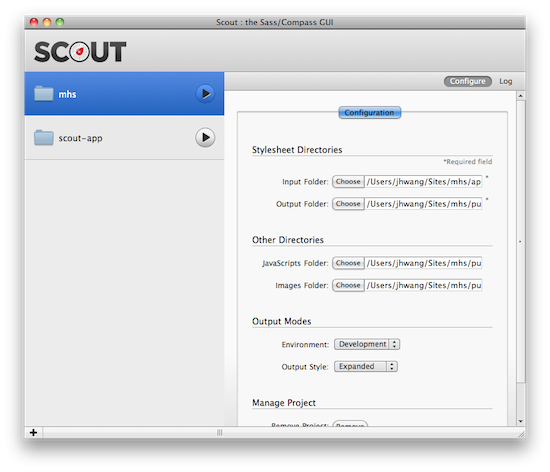 Scout : the Sass/Compass GUI
SCOUT
mhs
scout-app
Configure Log
Configuration
Stylesheet Directories
*Required field
Input Folder: Choose /Users/jhwang/Sites/mhs/ap *
Output Folder: Choose /Users/jhwang/Sites/mhs/pu *
Other Directories
JavaScripts Folder: Choose /Users/jhwang/Sites/mhs/pu
Images Folder: Choose /Users/jhwang/Sites/mhs/pu
Output Modes
Environment: Development
Output Style: Expanded
Manage Project
Remove Project: Remove